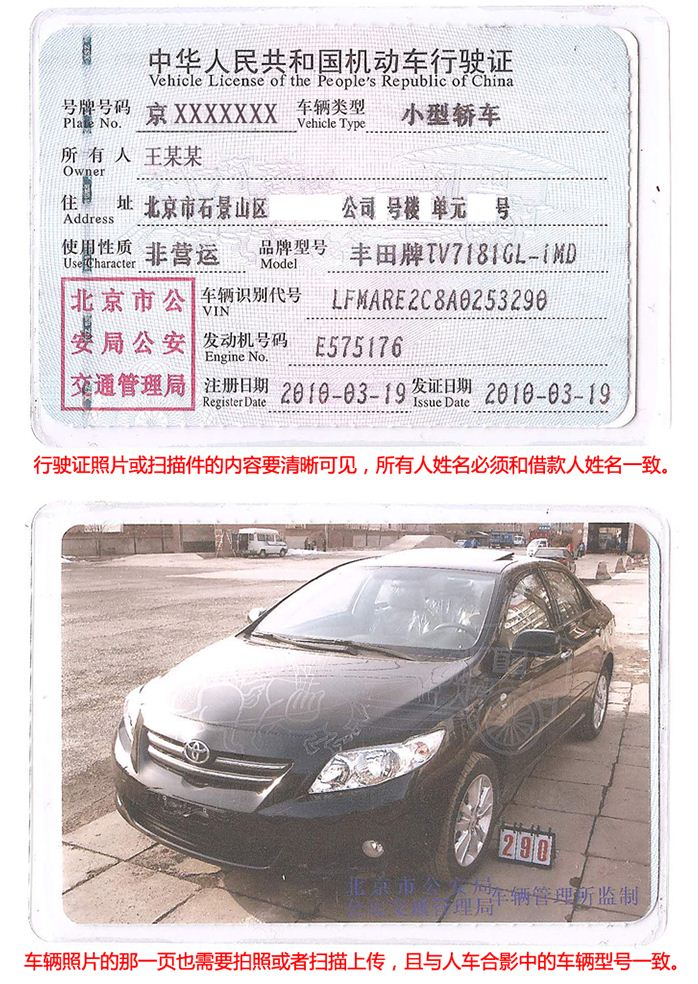 中华人民共和国机动车行驶证
Vehicle License of the People's Republic of China
号牌号码 京XXXXXXX 车辆类型 小型轿车
Plate No. Vehicle Type
所有人 王某某
Owner
住址 北京市石景山区 公司 号楼 单元 号
Address
使用性质 非营运 品牌型号 丰田牌TV7181GL-iMD
Use Character Model
北京市公
安局公安
交通管理局
车辆识别代号 LFMARE2C8A0253290
VIN
发动机号码 E575176
Engine No.
注册日期 2010-03-19 发证日期 2010-03-19
Register Date Issue Date
行驶证照片或扫描件的内容要清晰可见，所有人姓名必须和借款人姓名一致。
290
北京市公安局
公安交通管理局
车辆管理所监制
车辆照片的那一页也需要拍照或者扫描上传，且与人车合影中的车辆型号一致。